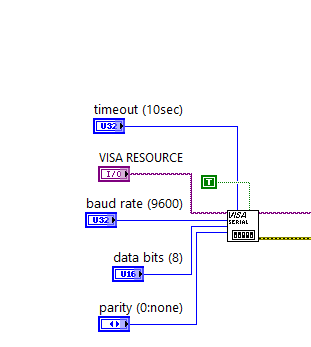 timeout (10sec)
U32
VISA RESOURCE
I/O
T
baud rate (9600)
U32
VISA
SERIAL
data bits (8)
U16
parity (0:none)